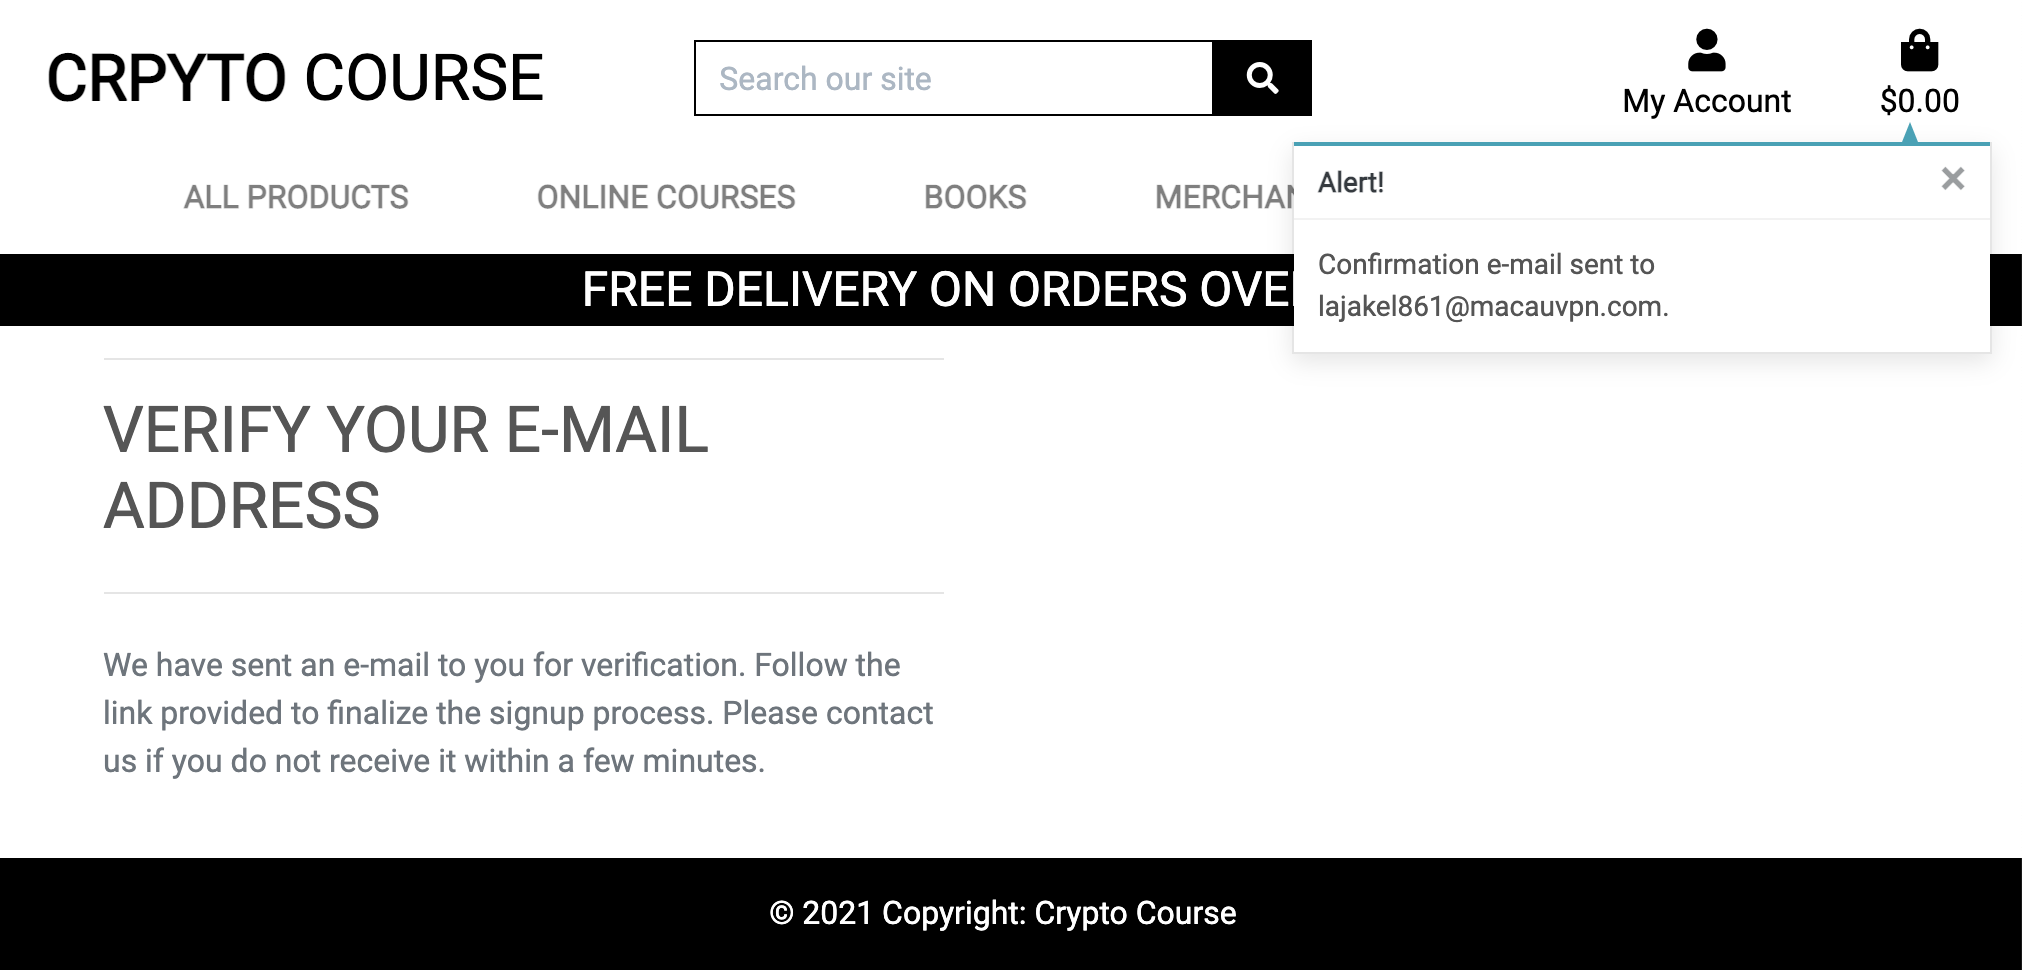 CRPYTO COURSE
Search our site
My Account
$0.00
ALL PRODUCTS
ONLINE COURSES
BOOKS
Alert!
Confirmation e-mail sent to
lajakel861@macauvpn.com.
FREE DELIVERY ON ORDERS
VERIFY YOUR E-MAIL
ADDRESS
We have sent an e-mail to you for verification. Follow the
link provided to finalize the signup process. Please contact
us if you do not receive it within a few minutes.
© 2021 Copyright: Crypto Course